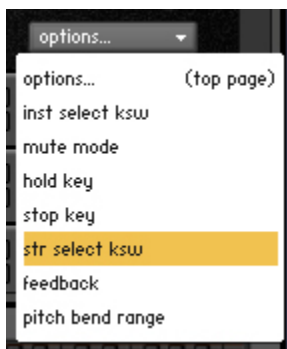 options...
options... (top page)
inst select ksw
mute mode
hold key
stop key
str select ksw
feedback
pitch bend range